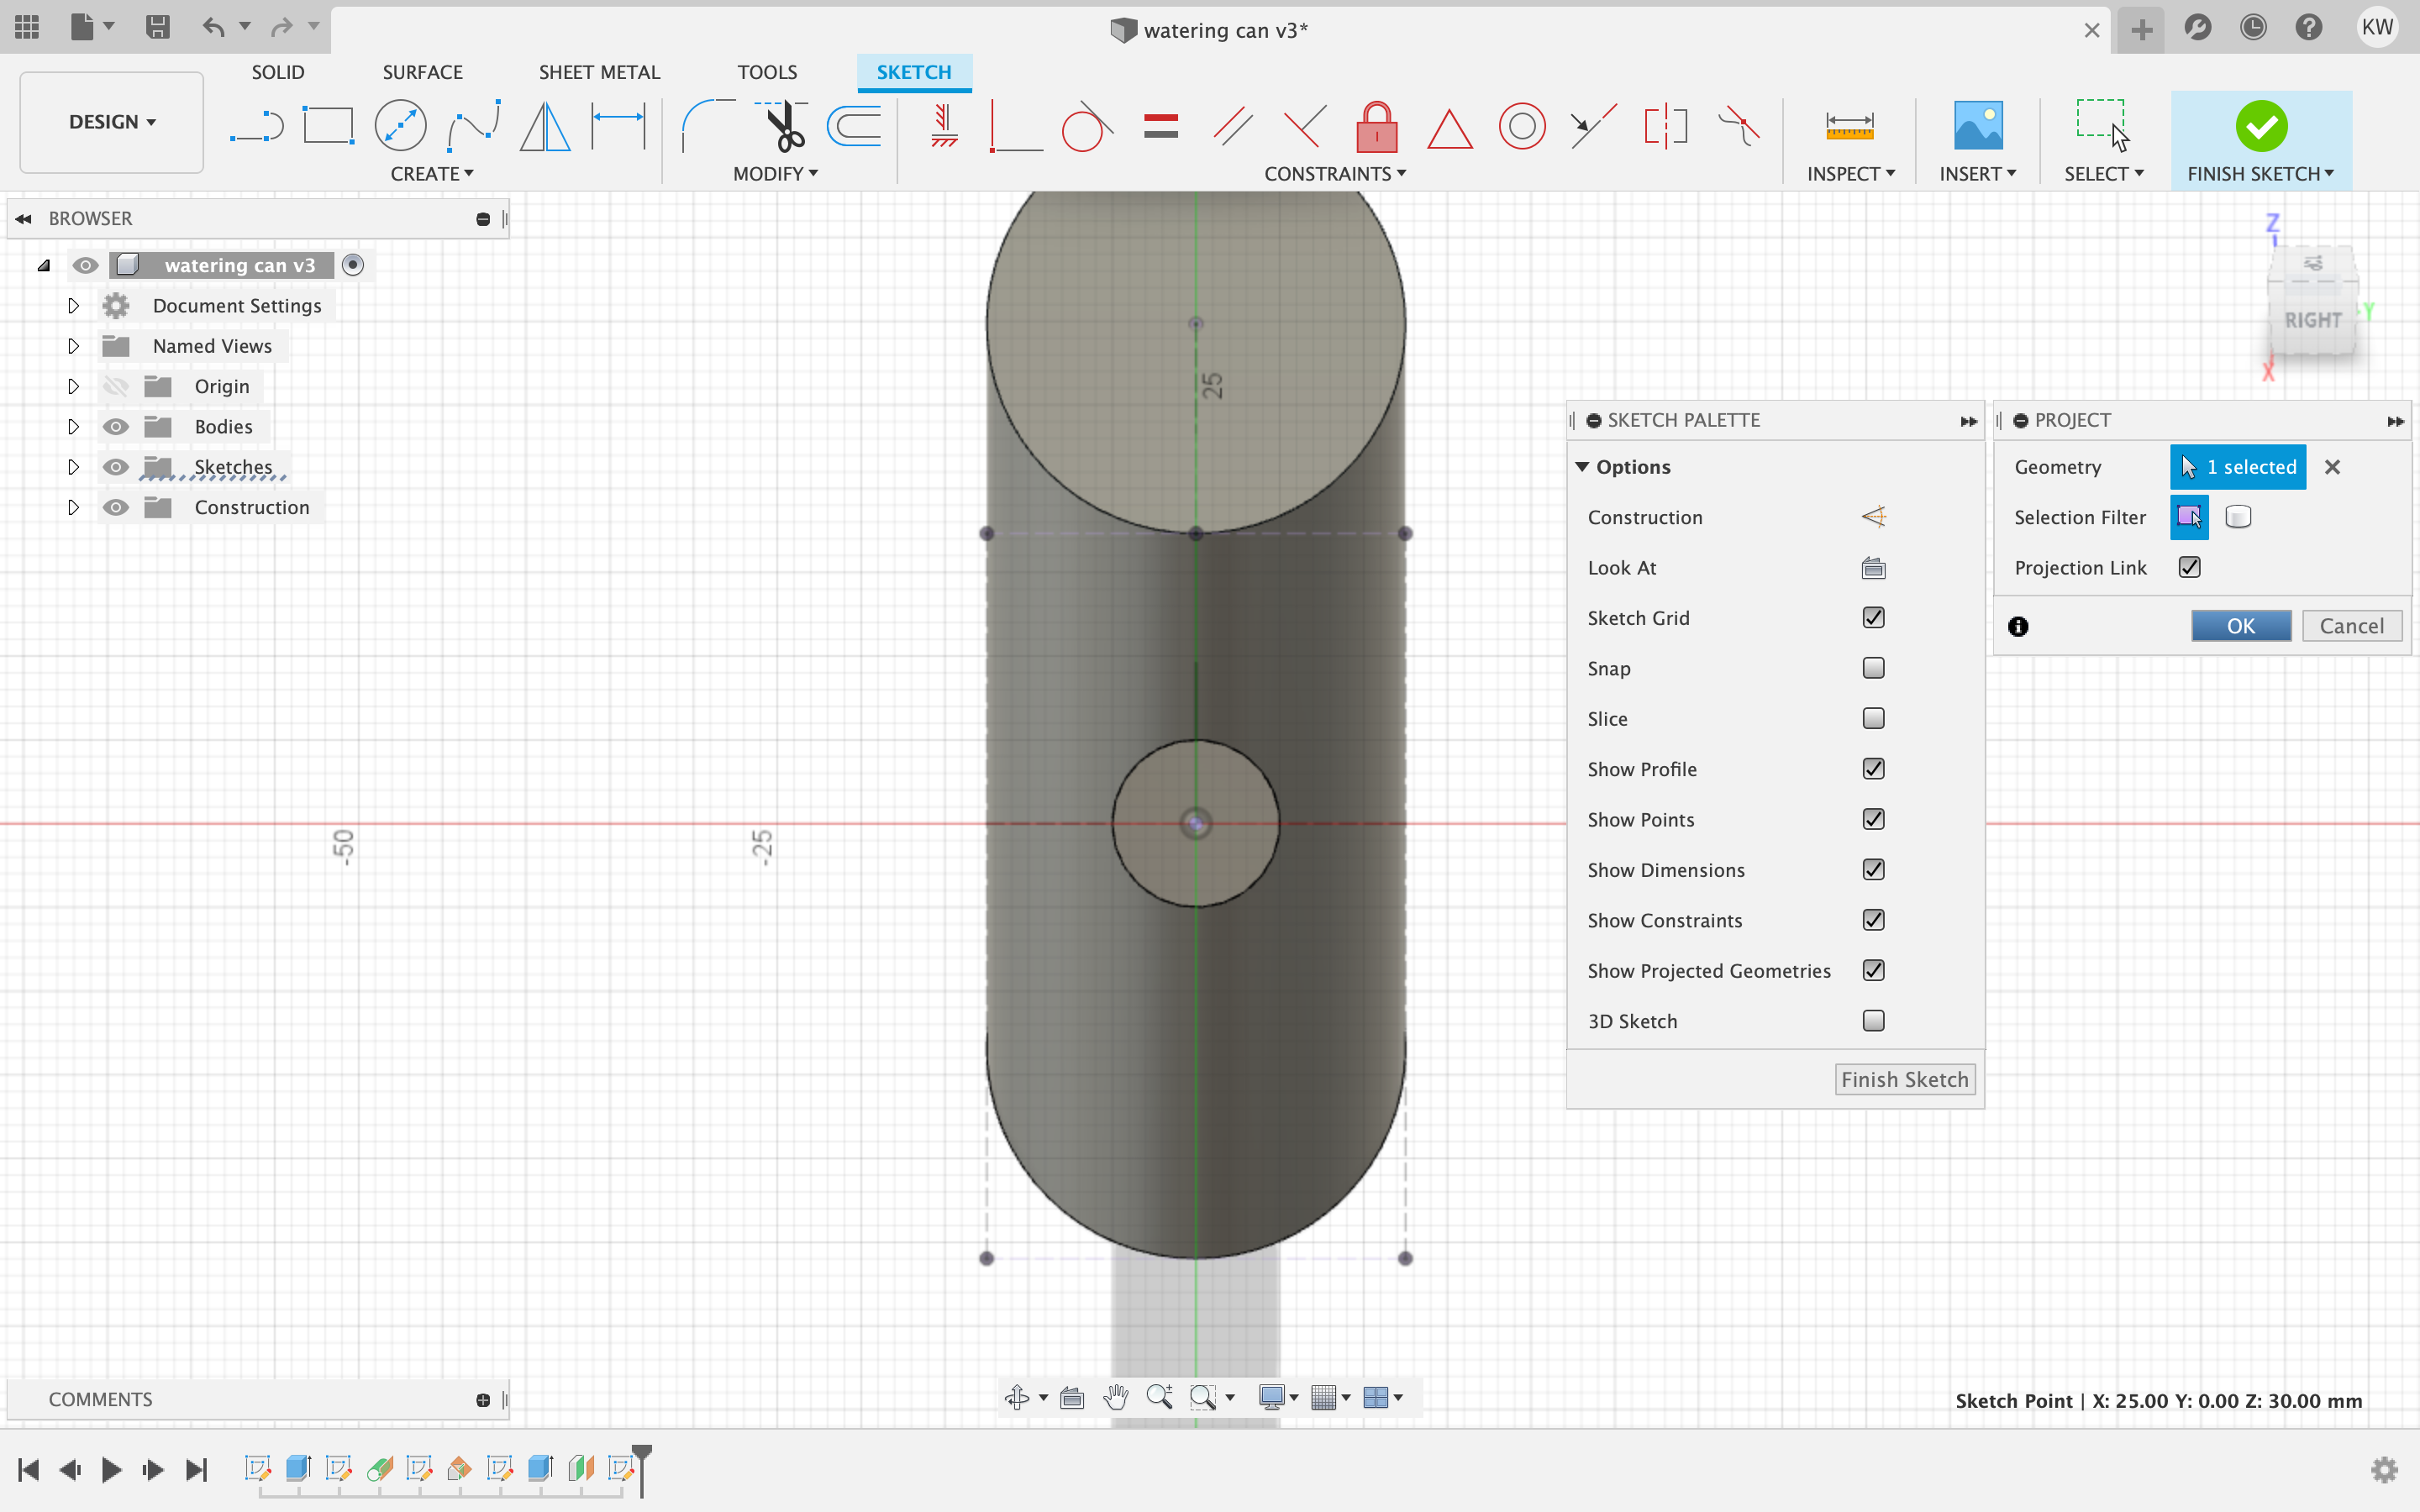 watering can v3*
KW
SOLID
SURFACE
SHEET METAL
TOOLS
SKETCH
DESIGN
CREATE
MODIFY
CONSTRAINTS
INSPECT
INSERT
SELECT
FINISH SKETCH
BROWSER
watering can v3
Document Settings
Named Views
Origin
Bodies
Sketches
Construction
Z
RIGHT
Y
X
25
-50
-25
SKETCH PALETTE
Options
Construction
Look At
Sketch Grid
Snap
Slice
Show Profile
Show Points
Show Dimensions
Show Constraints
Show Projected Geometries
3D Sketch
Finish Sketch
PROJECT
Geometry
1 selected
Selection Filter
Projection Link
OK
Cancel
COMMENTS
Sketch Point | X: 25.00 Y: 0.00 Z: 30.00 mm